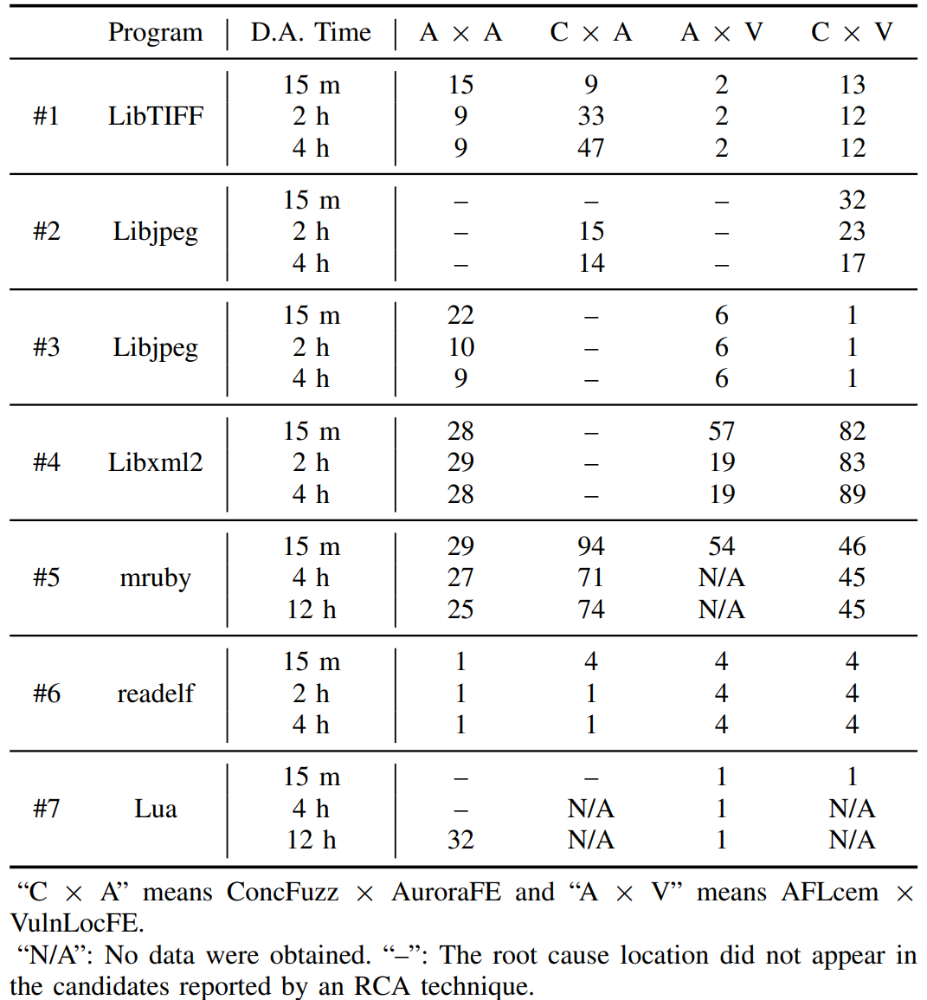 Program D.A. Time A × A C × A A × V C × V
15 m 15 9 2 13
#1 LibTIFF 2 h 9 33 2 12
4 h 9 47 2 12
15 m – – – 32
#2 Libjpeg 2 h – 15 – 23
4 h – 14 – 17
15 m 22 – 6 1
#3 Libjpeg 2 h 10 – 6 1
4 h 9 – 6 1
15 m 28 – 57 82
#4 Libxml2 2 h 29 – 19 83
4 h 28 – 19 89
15 m 29 94 54 46
#5 mruby 4 h 27 71 N/A 45
12 h 25 74 N/A 45
15 m 1 4 4 4
#6 readelf 2 h 1 1 4 4
4 h 1 1 4 4
15 m – – 1 1
#7 Lua 4 h – N/A 1 N/A
12 h 32 N/A 1 N/A
“C × A” means ConcFuzz × AuroraFE and “A × V” means AFLcem ×
VulnLocFE.
“N/A”: No data were obtained. “–”: The root cause location did not appear in
the candidates reported by an RCA technique.